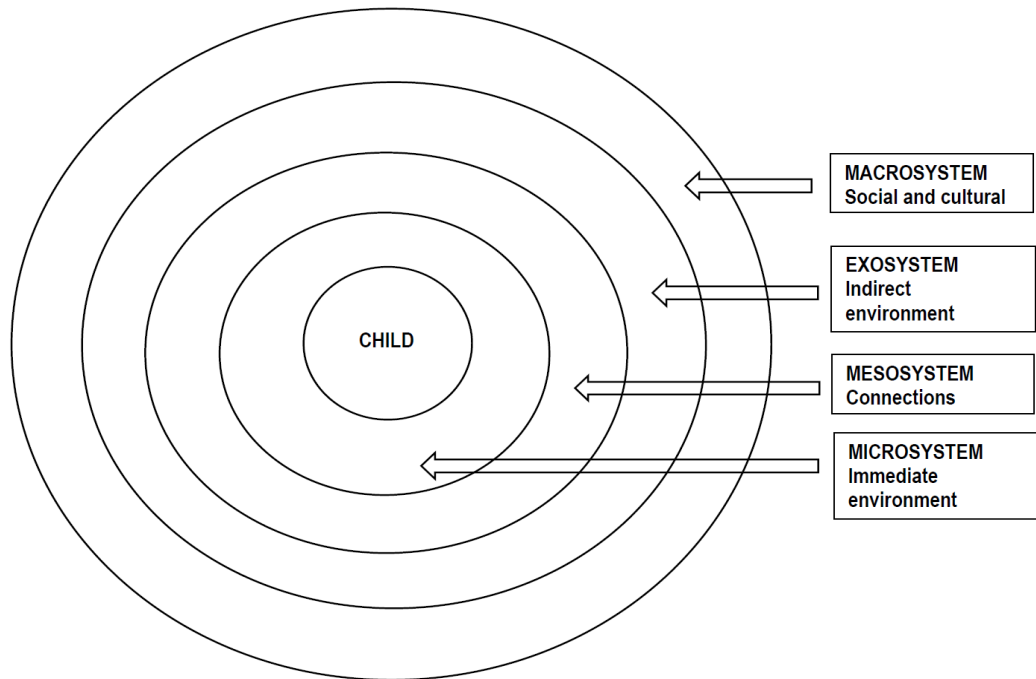 MACROSYSTEM
Social and cultural
EXOSYSTEM
Indirect
environment
CHILD
MESOSYSTEM
Connections
MICROSYSTEM
Immediate
environment